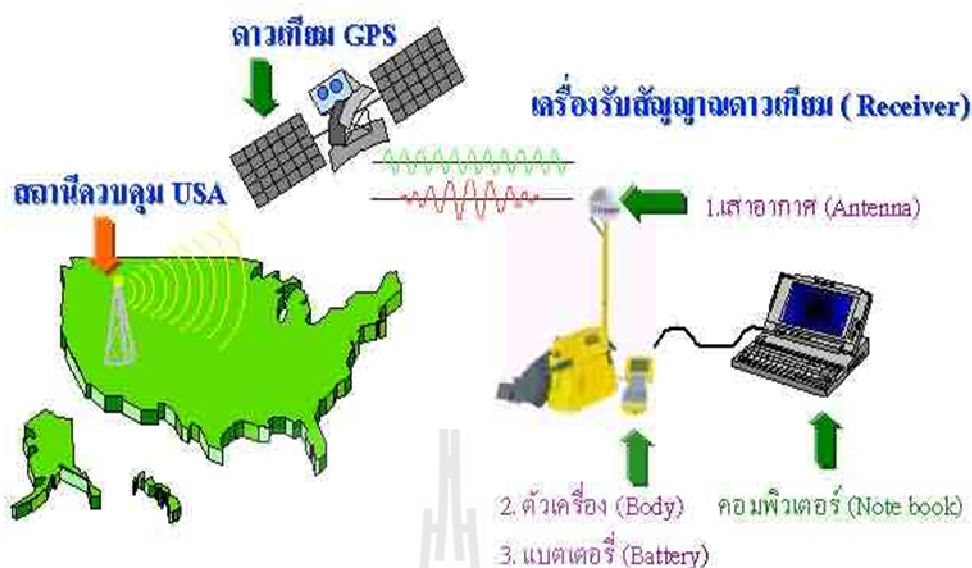 ดาวเทียม GPS
เครื่องรับสัญญาณดาวเทียม ( Receiver)
สถานีควบคุม USA
1.เสาอากาศ (Antenna)
2. ตัวเครื่อง (Body)
คอมพิวเตอร์ (Note book)
3. แบตเตอรี่ (Battery)